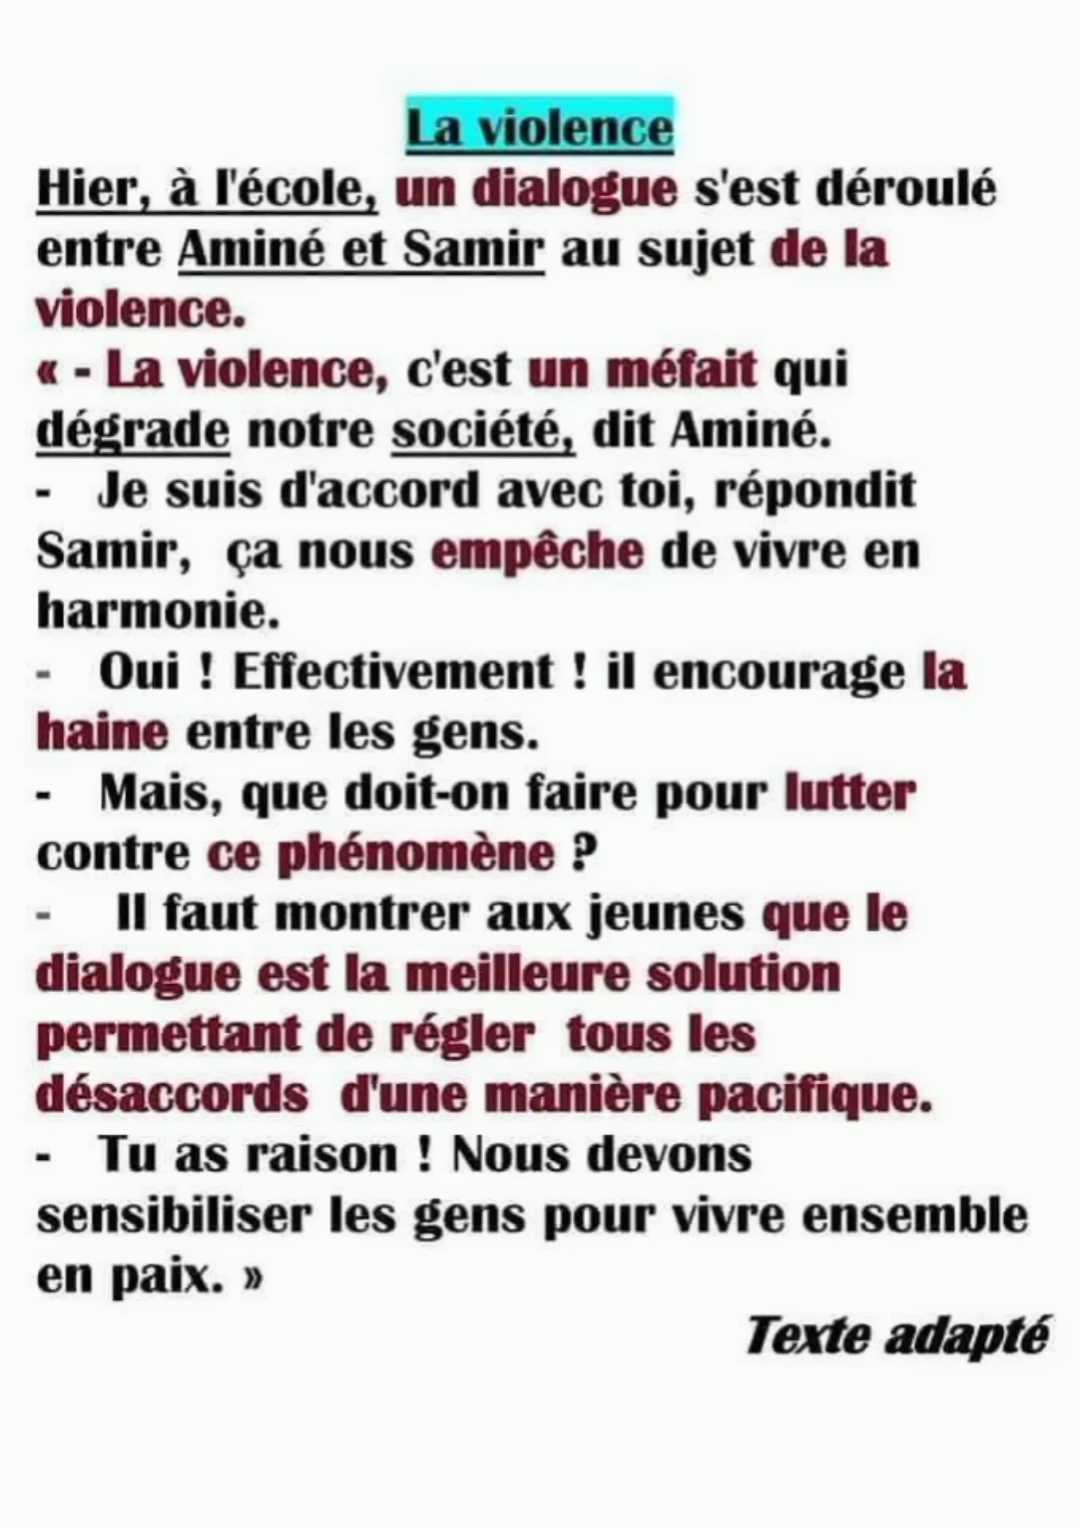 La violence
Hier, à l'école, un dialogue s'est déroulé
entre Aminé et Samir au sujet de la
violence.
« - La violence, c'est un méfait qui
dégrade notre société, dit Aminé.
- Je suis d'accord avec toi, répondit
Samir, ça nous empêche de vivre en
harmonie.
- Oui ! Effectivement ! il encourage la
haine entre les gens.
- Mais, que doit-on faire pour lutter
contre ce phénomène ?
- Il faut montrer aux jeunes que le
dialogue est la meilleure solution
permettant de régler tous les
désaccords d'une manière pacifique.
- Tu as raison ! Nous devons
sensibiliser les gens pour vivre ensemble
en paix. »
Texte adapté